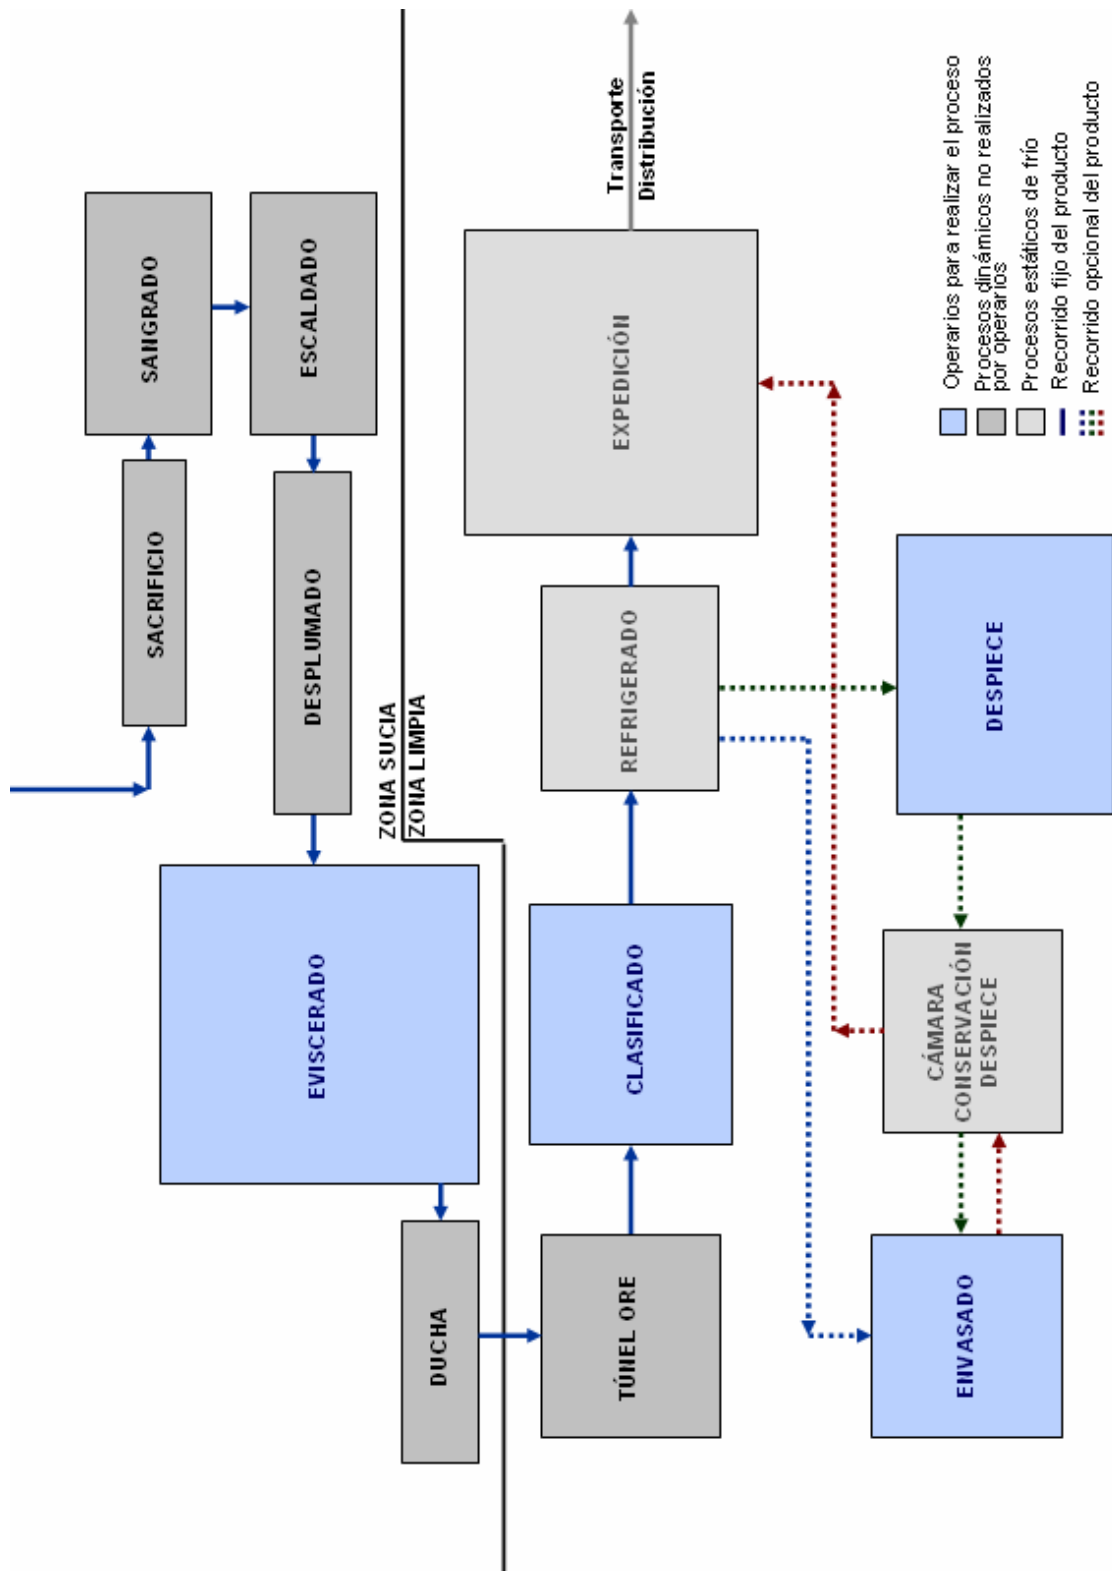 SACRIFICIO
SANGRADO
ESCALDADO
DESPLUMADO
EVISCERADO
DUCHA
ZONA SUCIA
ZONA LIMPIA
TÚNEL ORE
CLASIFICADO
REFRIGERADO
EXPEDICIÓN
Transporte
Distribución
ENVASADO
CÁMARA
CONSERVACIÓN
DESPIECE
DESPIECE
Operarios para realizar el proceso
Procesos dinámicos no realizados
por operarios
Procesos estáticos de frío
Recorrido fijo del producto
Recorrido opcional del producto